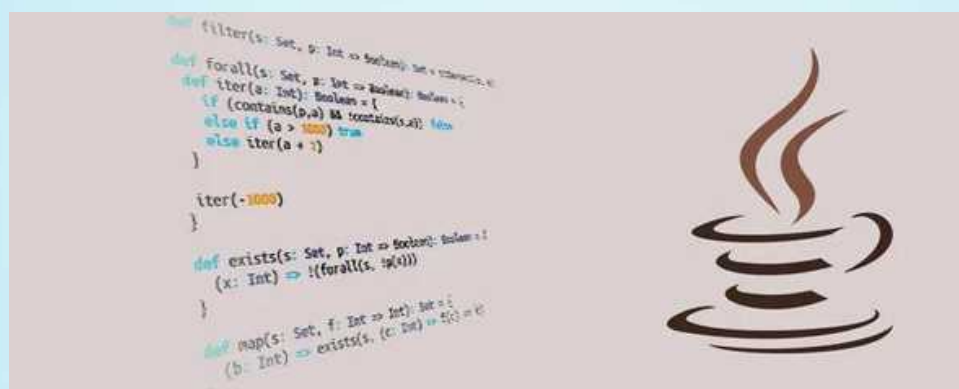 def filter(s: Set, p: Int => Boolean): Set =
def forall(s: Set, p: Int => Boolean): Boolean = {
def iter(a: Int): Boolean = {
if (contains(p,a) && !contains(s,a)) false
else if (a > 1000) true
else iter(a + 1)
}
iter(-1000)
}
def exists(s: Set, p: Int => Boolean): Boolean = {
(x: Int) => !(forall(s, !p(x)))
}
def map(s: Set, f: Int => Int): Set = {
(b: Int) => exists(s, (c: Int) => f(c) =